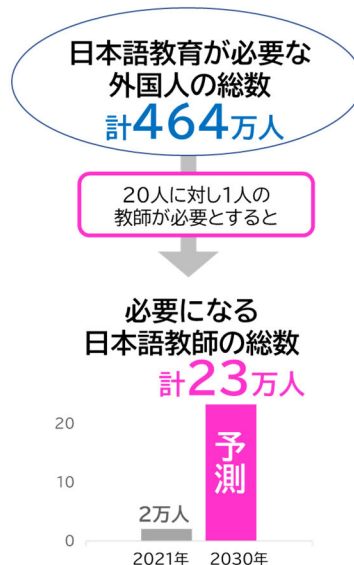 日本語教育が必要な
外国人の総数
計464万人
20人に対し1人の
教師が必要とすると
必要になる
日本語教師の総数
計23万人
20
10
0
2万人
予測
2021年
2030年